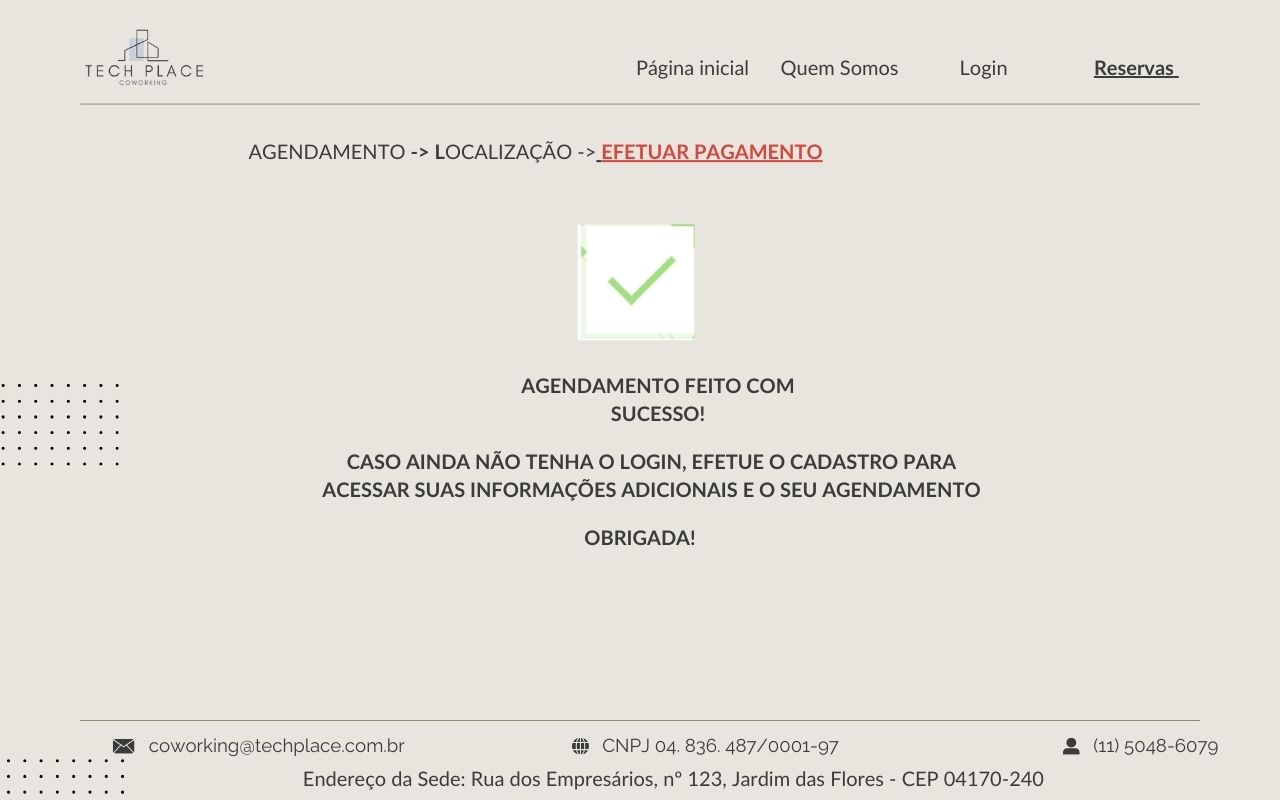 TECH PLACE
COWORKING
Página inicial Quem Somos Login Reservas
AGENDAMENTO -> LOCALIZAÇÃO -> EFETUAR PAGAMENTO
AGENDAMENTO FEITO COM
SUCESSO!
CASO AINDA NÃO TENHA O LOGIN, EFETUE O CADASTRO PARA
ACESSAR SUAS INFORMAÇÕES ADICIONAIS E O SEU AGENDAMENTO
OBRIGADA!
coworking@techplace.com.br CNPJ 04. 836. 487/0001-97 (11) 5048-6079
Endereço da Sede: Rua dos Empresários, nº 123, Jardim das Flores - CEP 04170-240